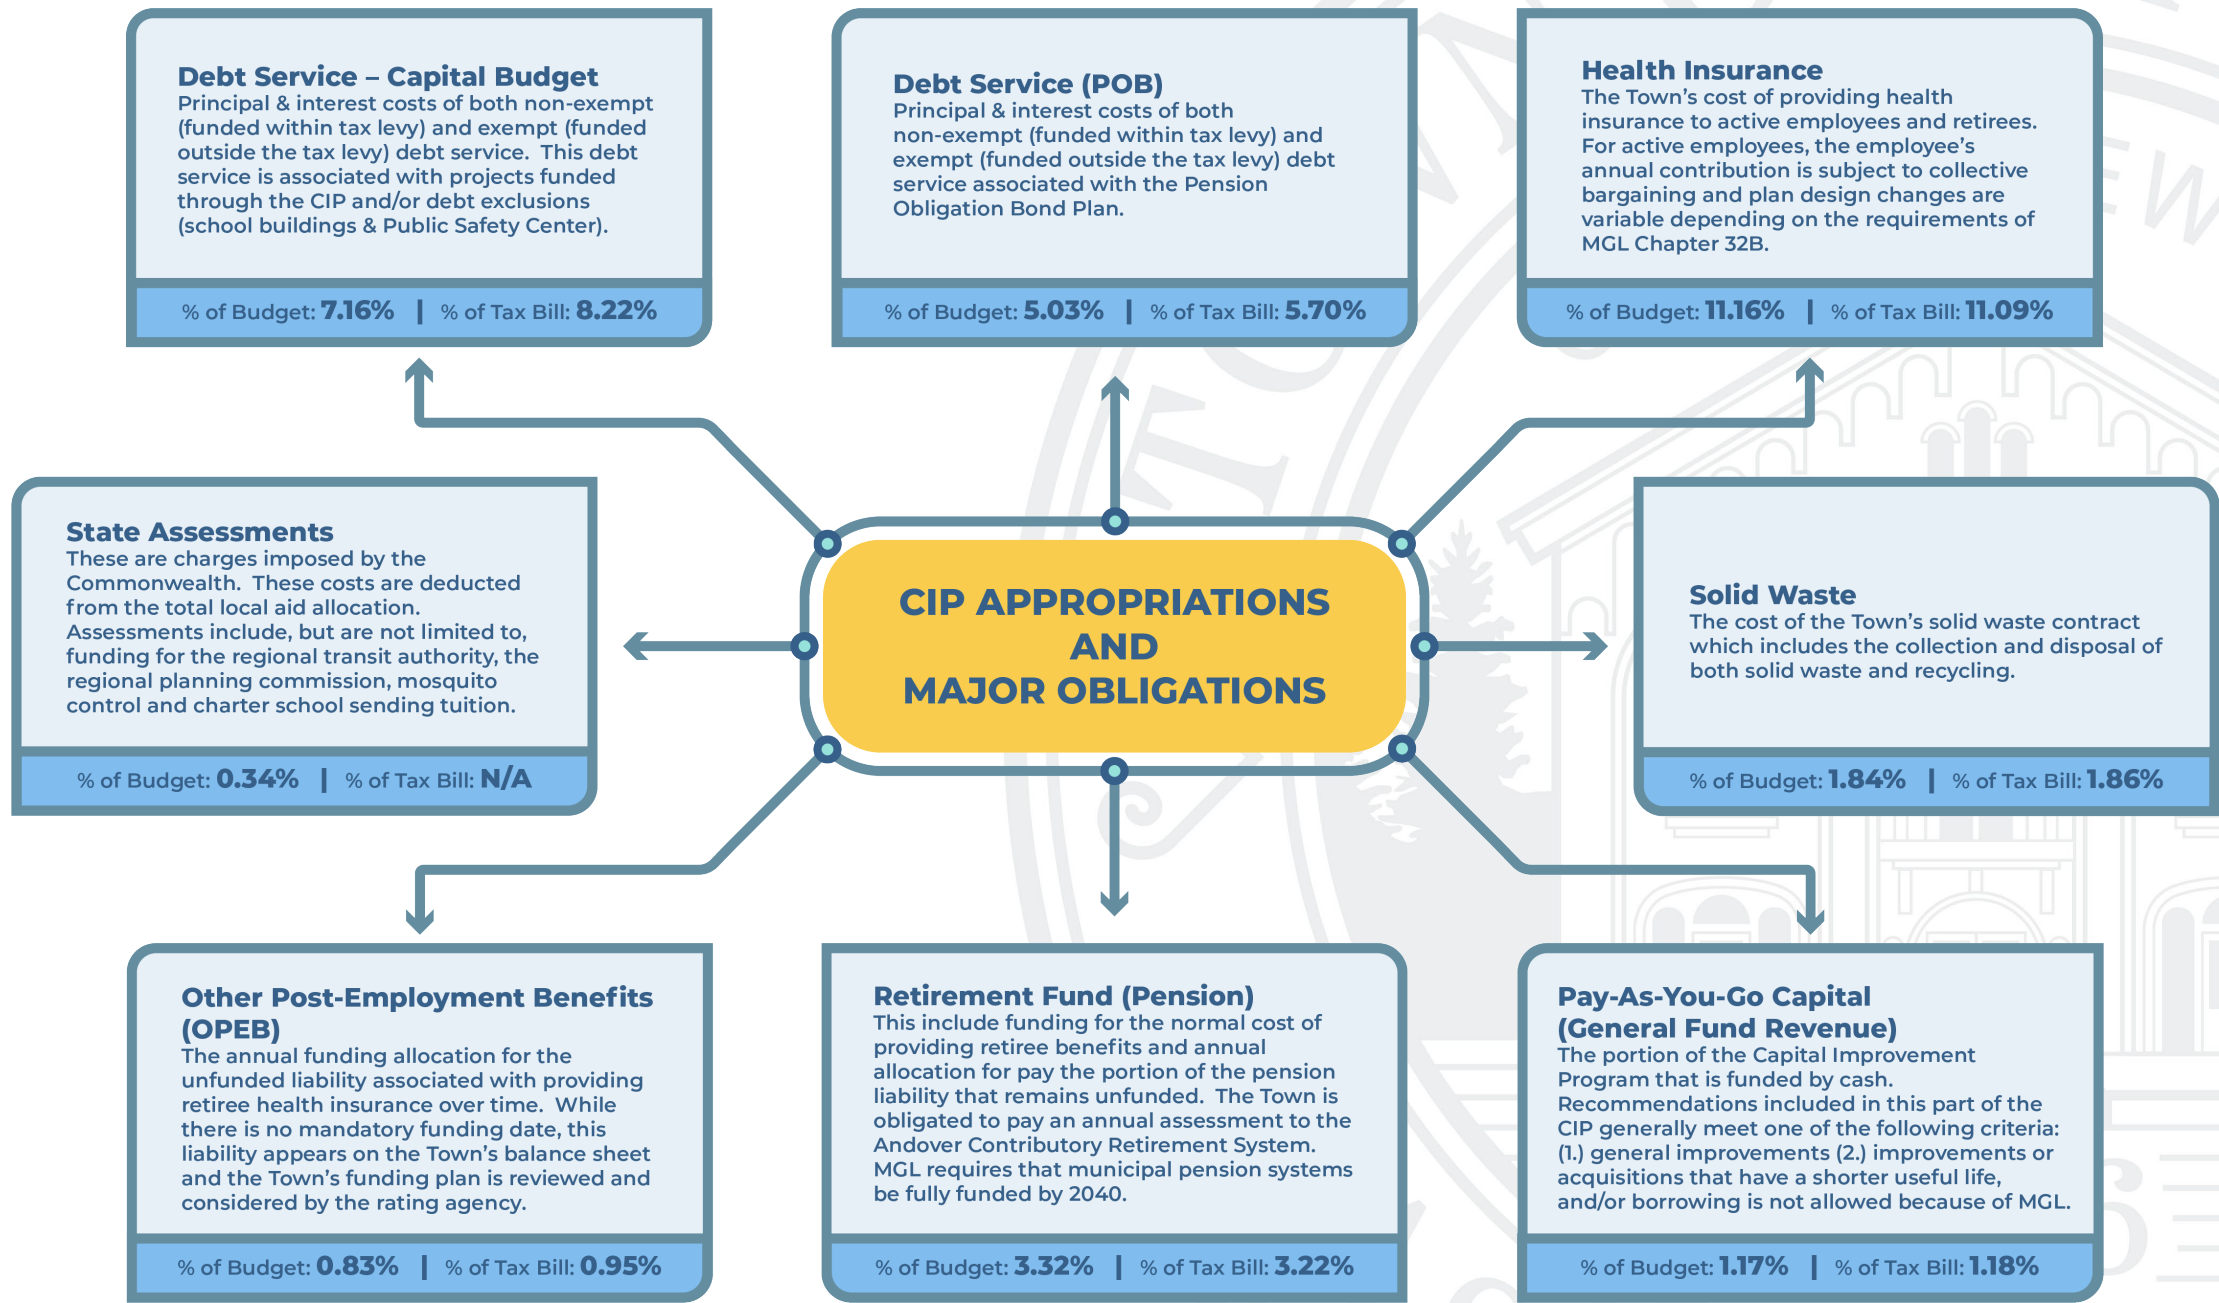 Debt Service – Capital Budget
Principal & interest costs of both non-exempt
(funded within tax levy) and exempt (funded
outside the tax levy) debt service.  This debt
service is associated with projects funded
through the CIP and/or debt exclusions
(school buildings & Public Safety Center).
% of Budget: 7.16% | % of Tax Bill: 8.22%
Debt Service (POB)
Principal & interest costs of both
non-exempt (funded within tax levy) and
exempt (funded outside the tax levy) debt
service associated with the Pension
Obligation Bond Plan.
% of Budget: 5.03% | % of Tax Bill: 5.70%
Health Insurance
The Town’s cost of providing health
insurance to active employees and retirees.
For active employees, the employee’s
annual contribution is subject to collective
bargaining and plan design changes are
variable depending on the requirements of
MGL Chapter 32B.
% of Budget: 11.16% | % of Tax Bill: 11.09%
State Assessments
These are charges imposed by the
Commonwealth.  These costs are deducted
from the total local aid allocation.
Assessments include, but are not limited to,
funding for the regional transit authority, the
regional planning commission, mosquito
control and charter school sending tuition.
% of Budget: 0.34% | % of Tax Bill: N/A
CIP APPROPRIATIONS
AND
MAJOR OBLIGATIONS
Solid Waste
The cost of the Town’s solid waste contract
which includes the collection and disposal of
both solid waste and recycling.
% of Budget: 1.84% | % of Tax Bill: 1.86%
Other Post-Employment Benefits
(OPEB)
The annual funding allocation for the
unfunded liability associated with providing
retiree health insurance over time.  While
there is no mandatory funding date, this
liability appears on the Town’s balance sheet
and the Town’s funding plan is reviewed and
considered by the rating agency.
% of Budget: 0.83% | % of Tax Bill: 0.95%
Retirement Fund (Pension)
This include funding for the normal cost of
providing retiree benefits and annual
allocation for pay the portion of the pension
liability that remains unfunded.  The Town is
obligated to pay an annual assessment to the
Andover Contributory Retirement System.
MGL requires that municipal pension systems
be fully funded by 2040.
% of Budget: 3.32% | % of Tax Bill: 3.22%
Pay-As-You-Go Capital
(General Fund Revenue)
The portion of the Capital Improvement
Program that is funded by cash.
Recommendations included in this part of the
CIP generally meet one of the following criteria:
(1.) general improvements (2.) improvements or
acquisitions that have a shorter useful life,
and/or borrowing is not allowed because of MGL.
% of Budget: 1.17% | % of Tax Bill: 1.18%